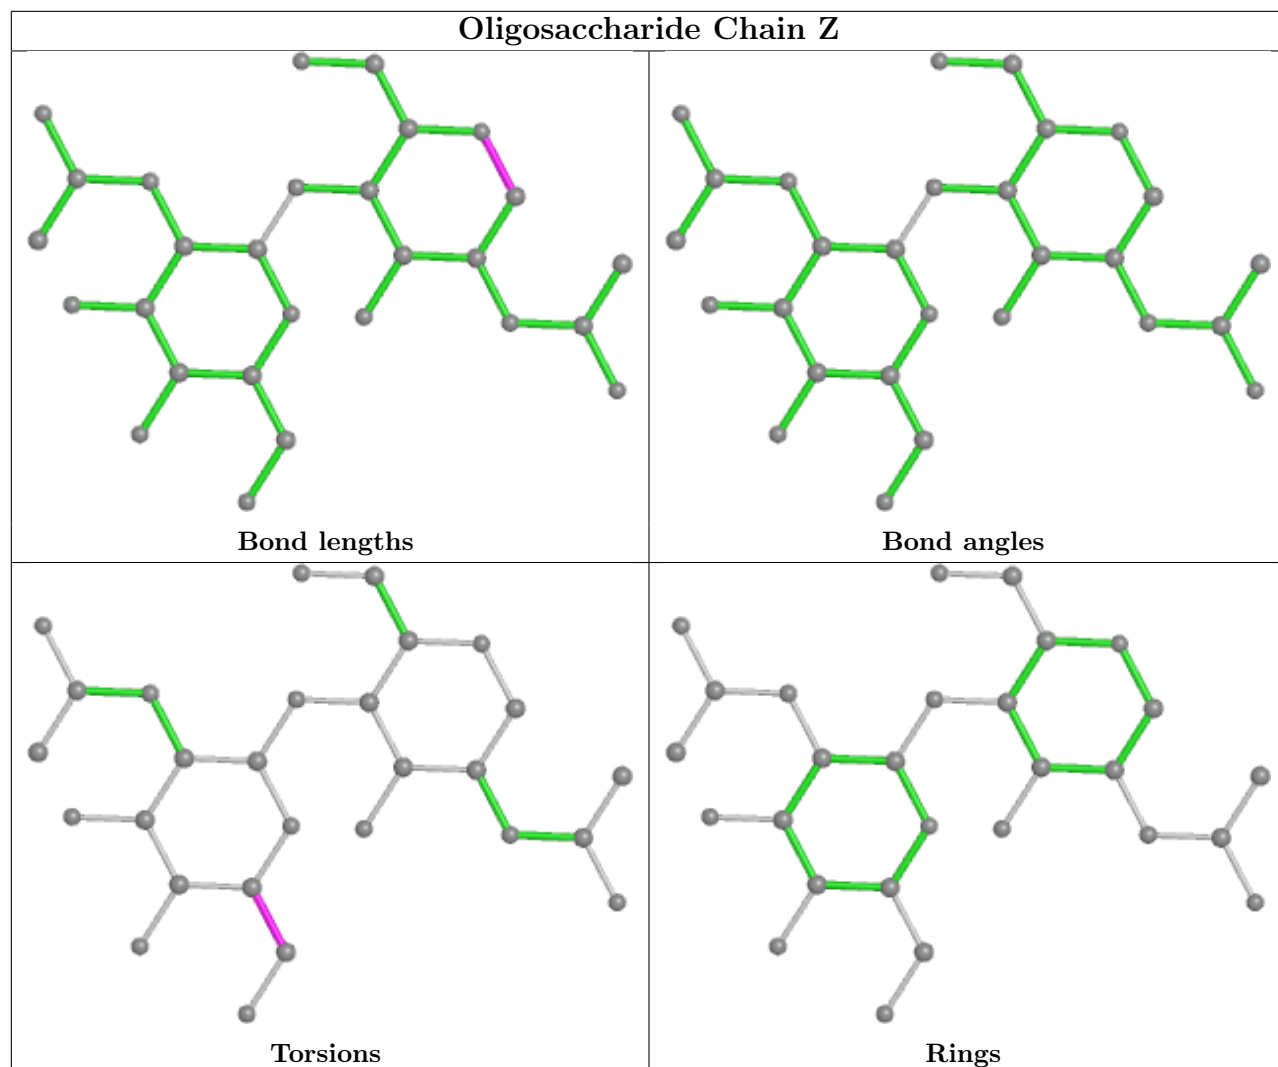 Oligosaccharide Chain Z
Bond lengths
Bond angles
Torsions
Rings